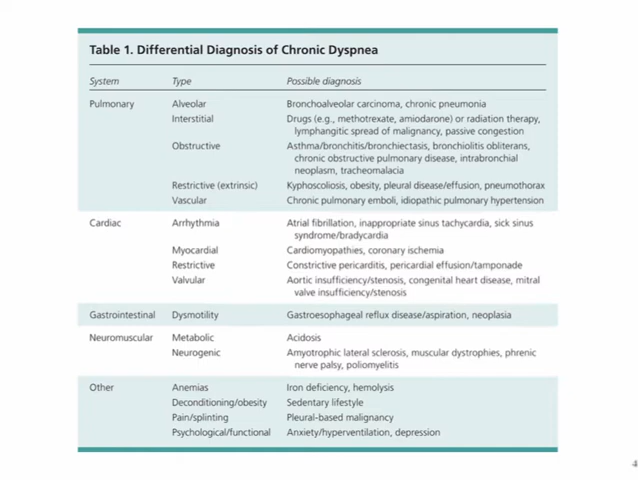 Table 1. Differential Diagnosis of Chronic Dyspnea
System Type Possible diagnosis
Pulmonary Alveolar Bronchoalveolar carcinoma, chronic pneumonia
Interstitial Drugs (e.g., methotrexate, amiodarone) or radiation therapy,
lymphangitic spread of malignancy, passive congestion
Obstructive Asthma/bronchitis/bronchiectasis, bronchiolitis obliterans,
chronic obstructive pulmonary disease, intrabronchial
neoplasm, tracheomalacia
Restrictive (extrinsic) Kyphoscoliosis, obesity, pleural disease/effusion, pneumothorax
Vascular Chronic pulmonary emboli, idiopathic pulmonary hypertension
Cardiac Arrhythmia Atrial fibrillation, inappropriate sinus tachycardia, sick sinus
syndrome/bradycardia
Myocardial Cardiomyopathies, coronary ischemia
Restrictive Constrictive pericarditis, pericardial effusion/tamponade
Valvular Aortic insufficiency/stenosis, congenital heart disease, mitral
valve insufficiency/stenosis
Gastrointestinal Dysmotility Gastroesophageal reflux disease/aspiration, neoplasia
Neuromuscular Metabolic Acidosis
Neurogenic Amyotrophic lateral sclerosis, muscular dystrophies, phrenic
nerve palsy, poliomyelitis
Other Anemias Iron deficiency, hemolysis
Deconditioning/obesity Sedentary lifestyle
Pain/splinting Pleural-based malignancy
Psychological/functional Anxiety/hyperventilation, depression
4